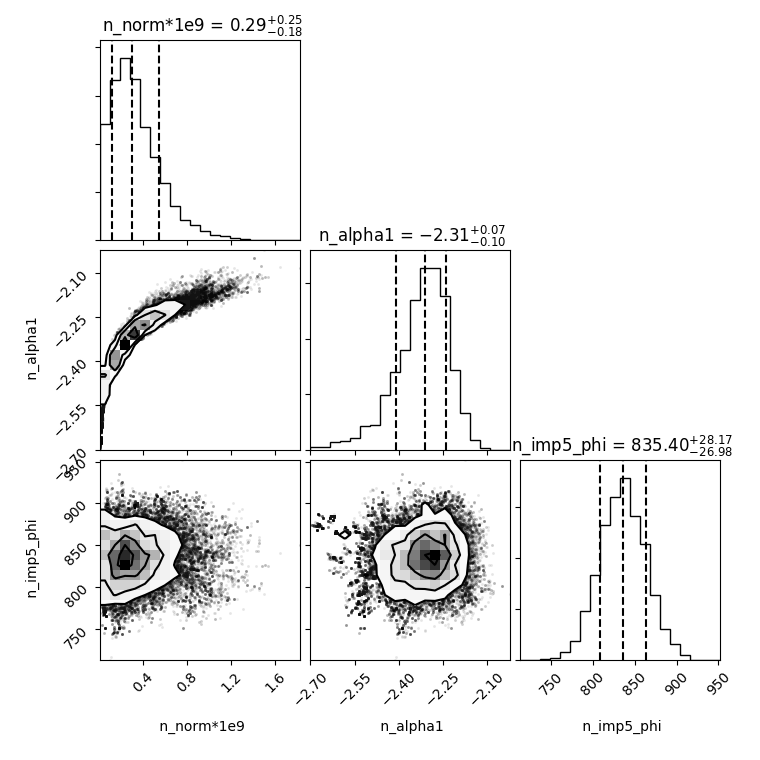 n_norm*1e9 = 0.29+0.25−0.18
n_alpha1 = −2.31+0.07−0.10
n_alpha1
−2.10
−2.25
−2.40
−2.55
−2.70
n_imp5_phi = 835.40+28.17−26.98
n_imp5_phi
950
900
850
800
750
0.4 0.8 1.2 1.6
−2.70 −2.55 −2.40 −2.25 −2.10
750 800 850 900 950
n_norm*1e9 n_alpha1 n_imp5_phi